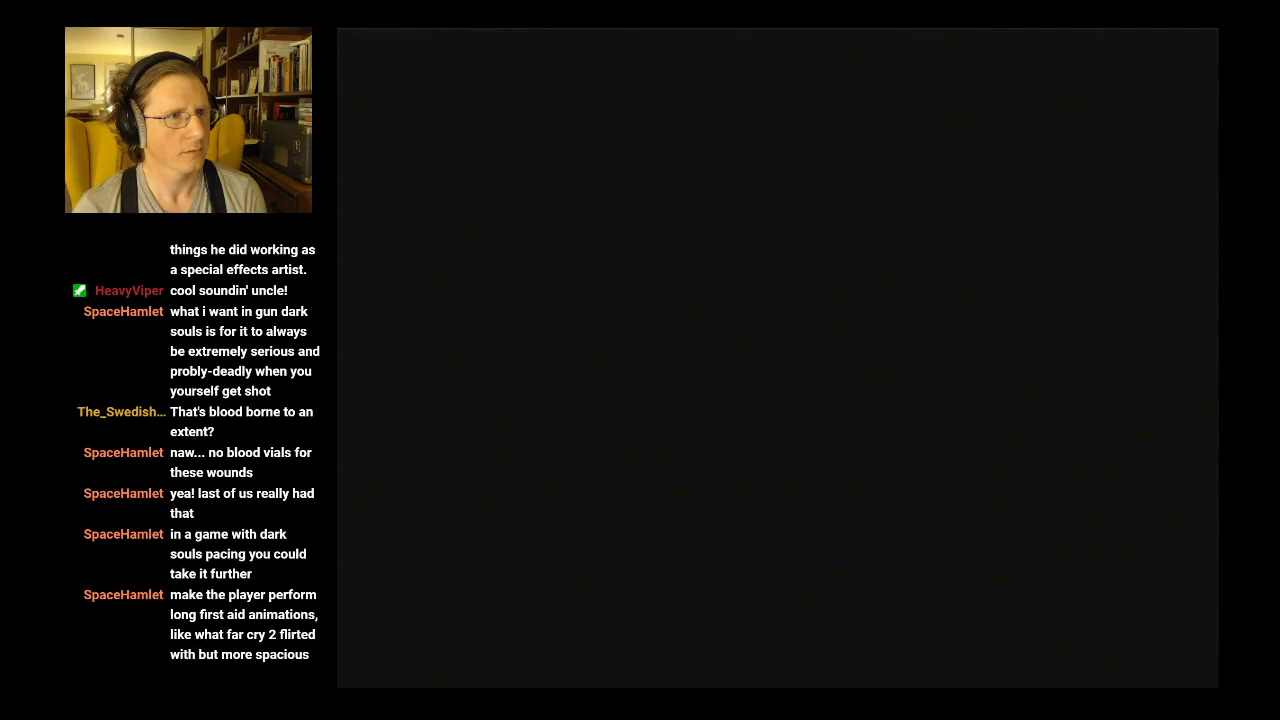 things he did working as
a special effects artist.
HeavyViper cool soundin' uncle!
SpaceHamlet what i want in gun dark
souls is for it to always
be extremely serious and
probly-deadly when you
yourself get shot
The_Swedish… That's blood borne to an
extent?
SpaceHamlet naw... no blood vials for
these wounds
SpaceHamlet yea! last of us really had
that
SpaceHamlet in a game with dark
souls pacing you could
take it further
SpaceHamlet make the player perform
long first aid animations,
like what far cry 2 flirted
with but more spacious